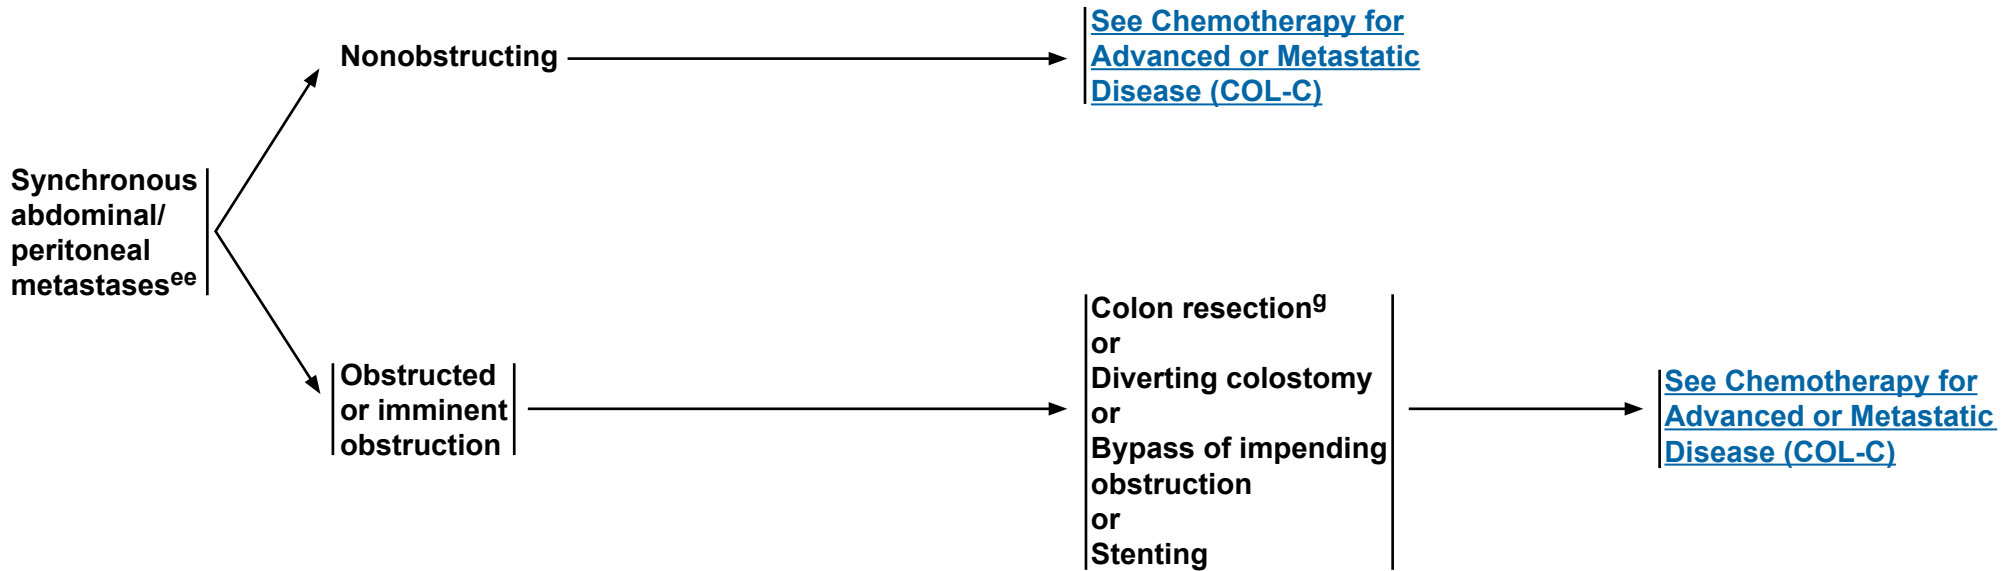 Nonobstructing
See Chemotherapy for
Advanced or Metastatic
Disease (COL-C)
Synchronous
abdominal/
peritoneal
metastasesee
Obstructed
or imminent
obstruction
Colon resectiong
or
Diverting colostomy
or
Bypass of impending
obstruction
or
Stenting
See Chemotherapy for
Advanced or Metastatic
Disease (COL-C)